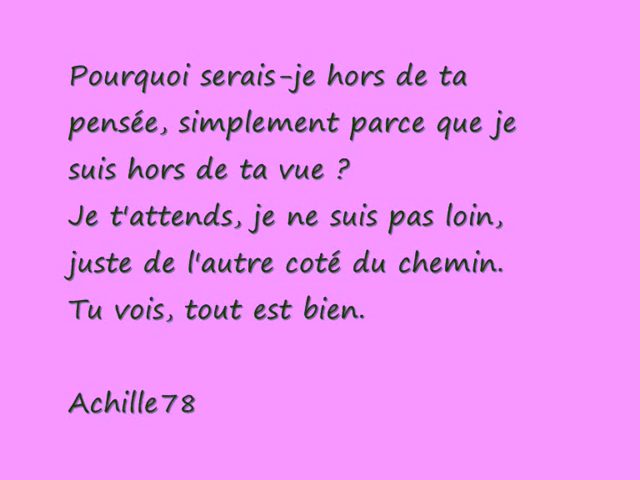 Pourquoi serais-je hors de ta
pensée, simplement parce que je
suis hors de ta vue ?
Je t'attends, je ne suis pas loin,
juste de l'autre coté du chemin.
Tu vois, tout est bien.
Achille78